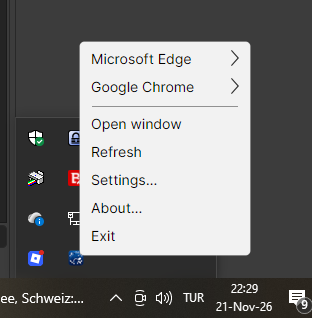 Microsoft Edge
Google Chrome
Open window
Refresh
Settings...
About...
Exit
ee, Schweiz:...
TUR
22:29
21-Nov-26
9